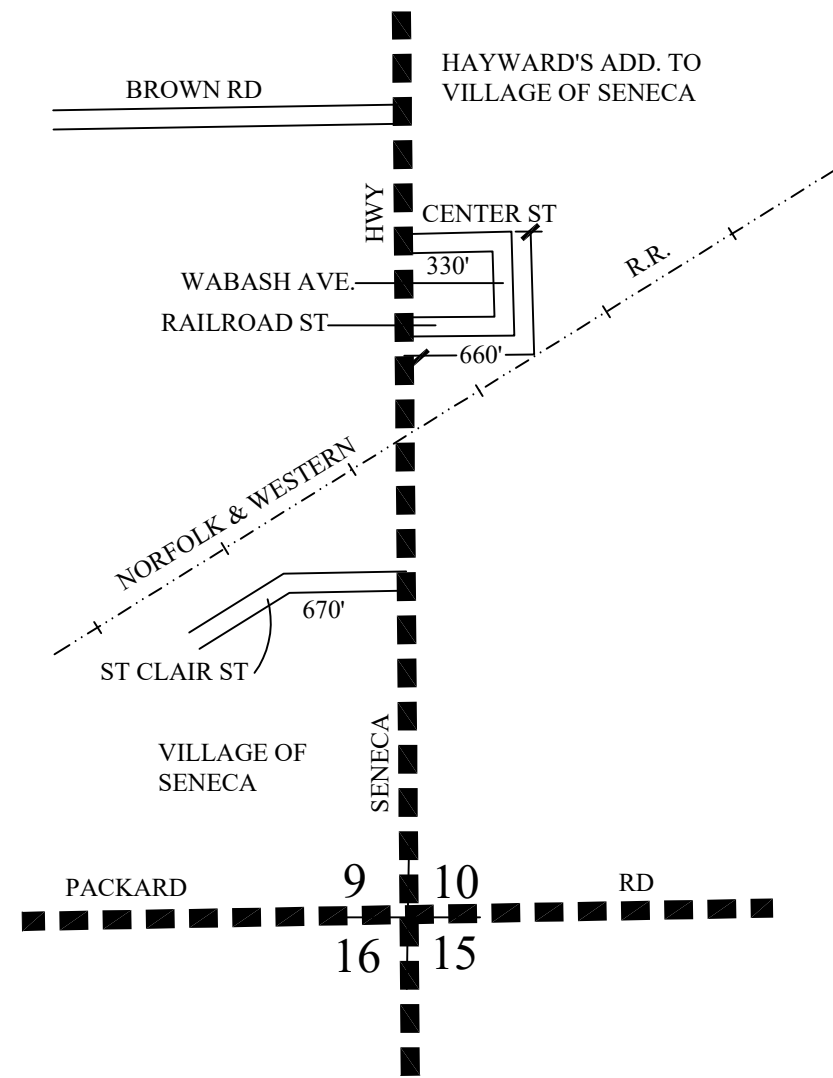 HAYWARD'S ADD. TO
VILLAGE OF SENECA
BROWN RD
HWY
CENTER ST
330'
WABASH AVE.
RAILROAD ST
R.R.
660'
NORFOLK & WESTERN
670'
ST CLAIR ST
VILLAGE OF
SENECA
SENECA
PACKARD
9
10
RD
16
15